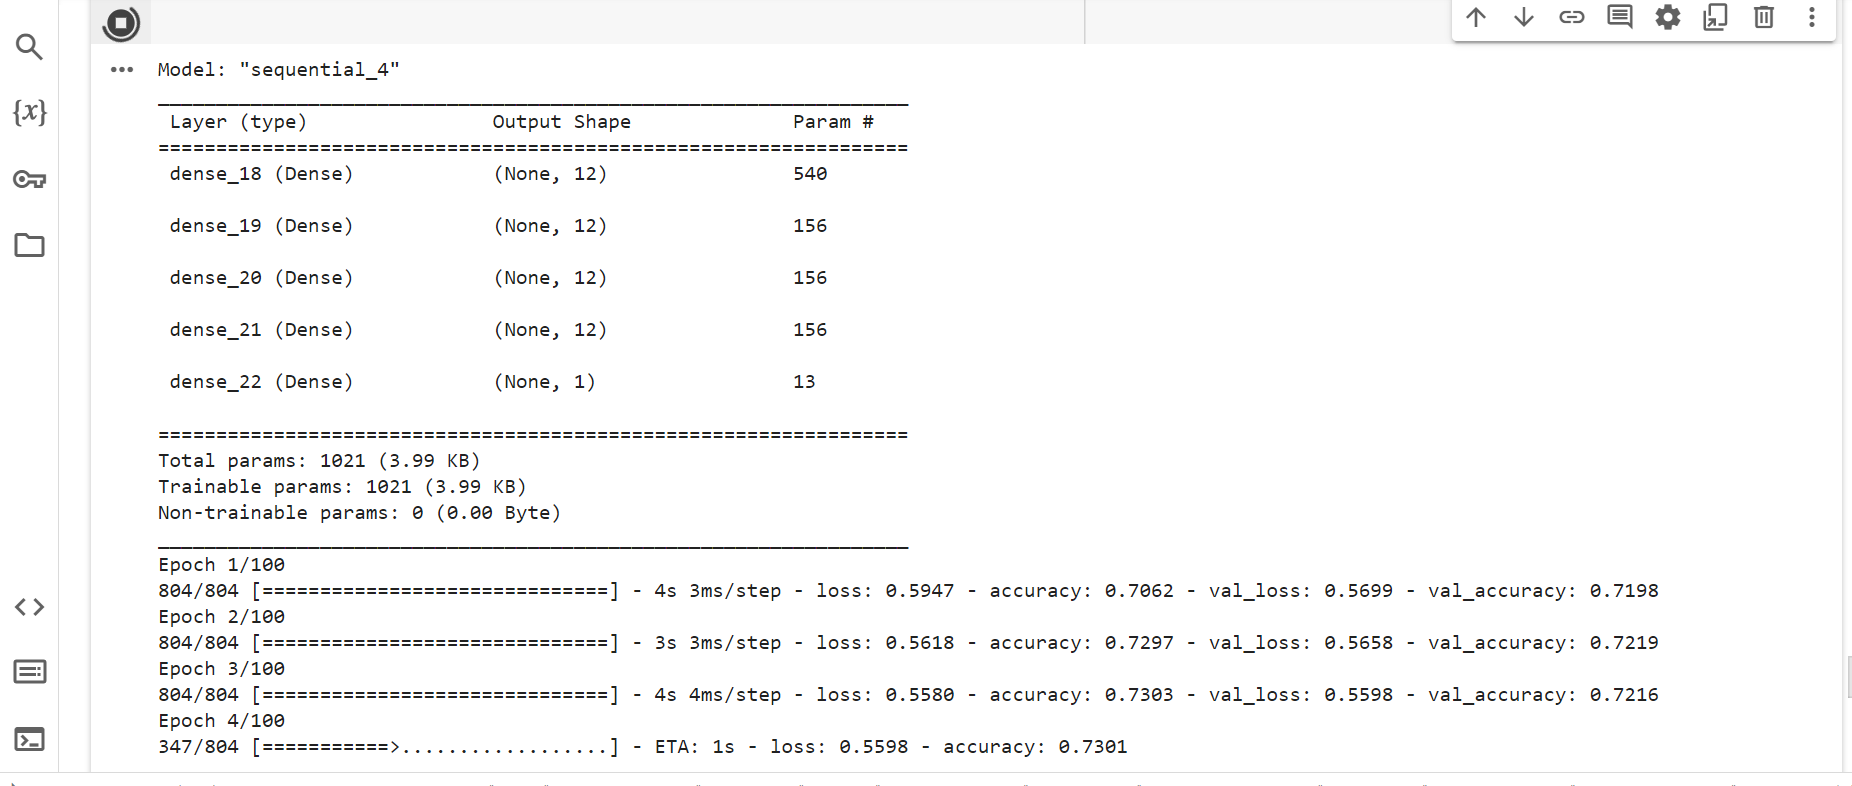 Model: "sequential_4"
_________________________________________________________________
Layer (type) Output Shape Param #
=================================================================
dense_18 (Dense) (None, 12) 540
dense_19 (Dense) (None, 12) 156
dense_20 (Dense) (None, 12) 156
dense_21 (Dense) (None, 12) 156
dense_22 (Dense) (None, 1) 13
=================================================================
Total params: 1021 (3.99 KB)
Trainable params: 1021 (3.99 KB)
Non-trainable params: 0 (0.00 Byte)
_________________________________________________________________
Epoch 1/100
804/804 [==============================] - 4s 3ms/step - loss: 0.5947 - accuracy: 0.7062 - val_loss: 0.5699 - val_accuracy: 0.7198
Epoch 2/100
804/804 [==============================] - 3s 3ms/step - loss: 0.5618 - accuracy: 0.7297 - val_loss: 0.5658 - val_accuracy: 0.7219
Epoch 3/100
804/804 [==============================] - 4s 4ms/step - loss: 0.5580 - accuracy: 0.7303 - val_loss: 0.5598 - val_accuracy: 0.7216
Epoch 4/100
347/804 [===========>..................] - ETA: 1s - loss: 0.5598 - accuracy: 0.7301